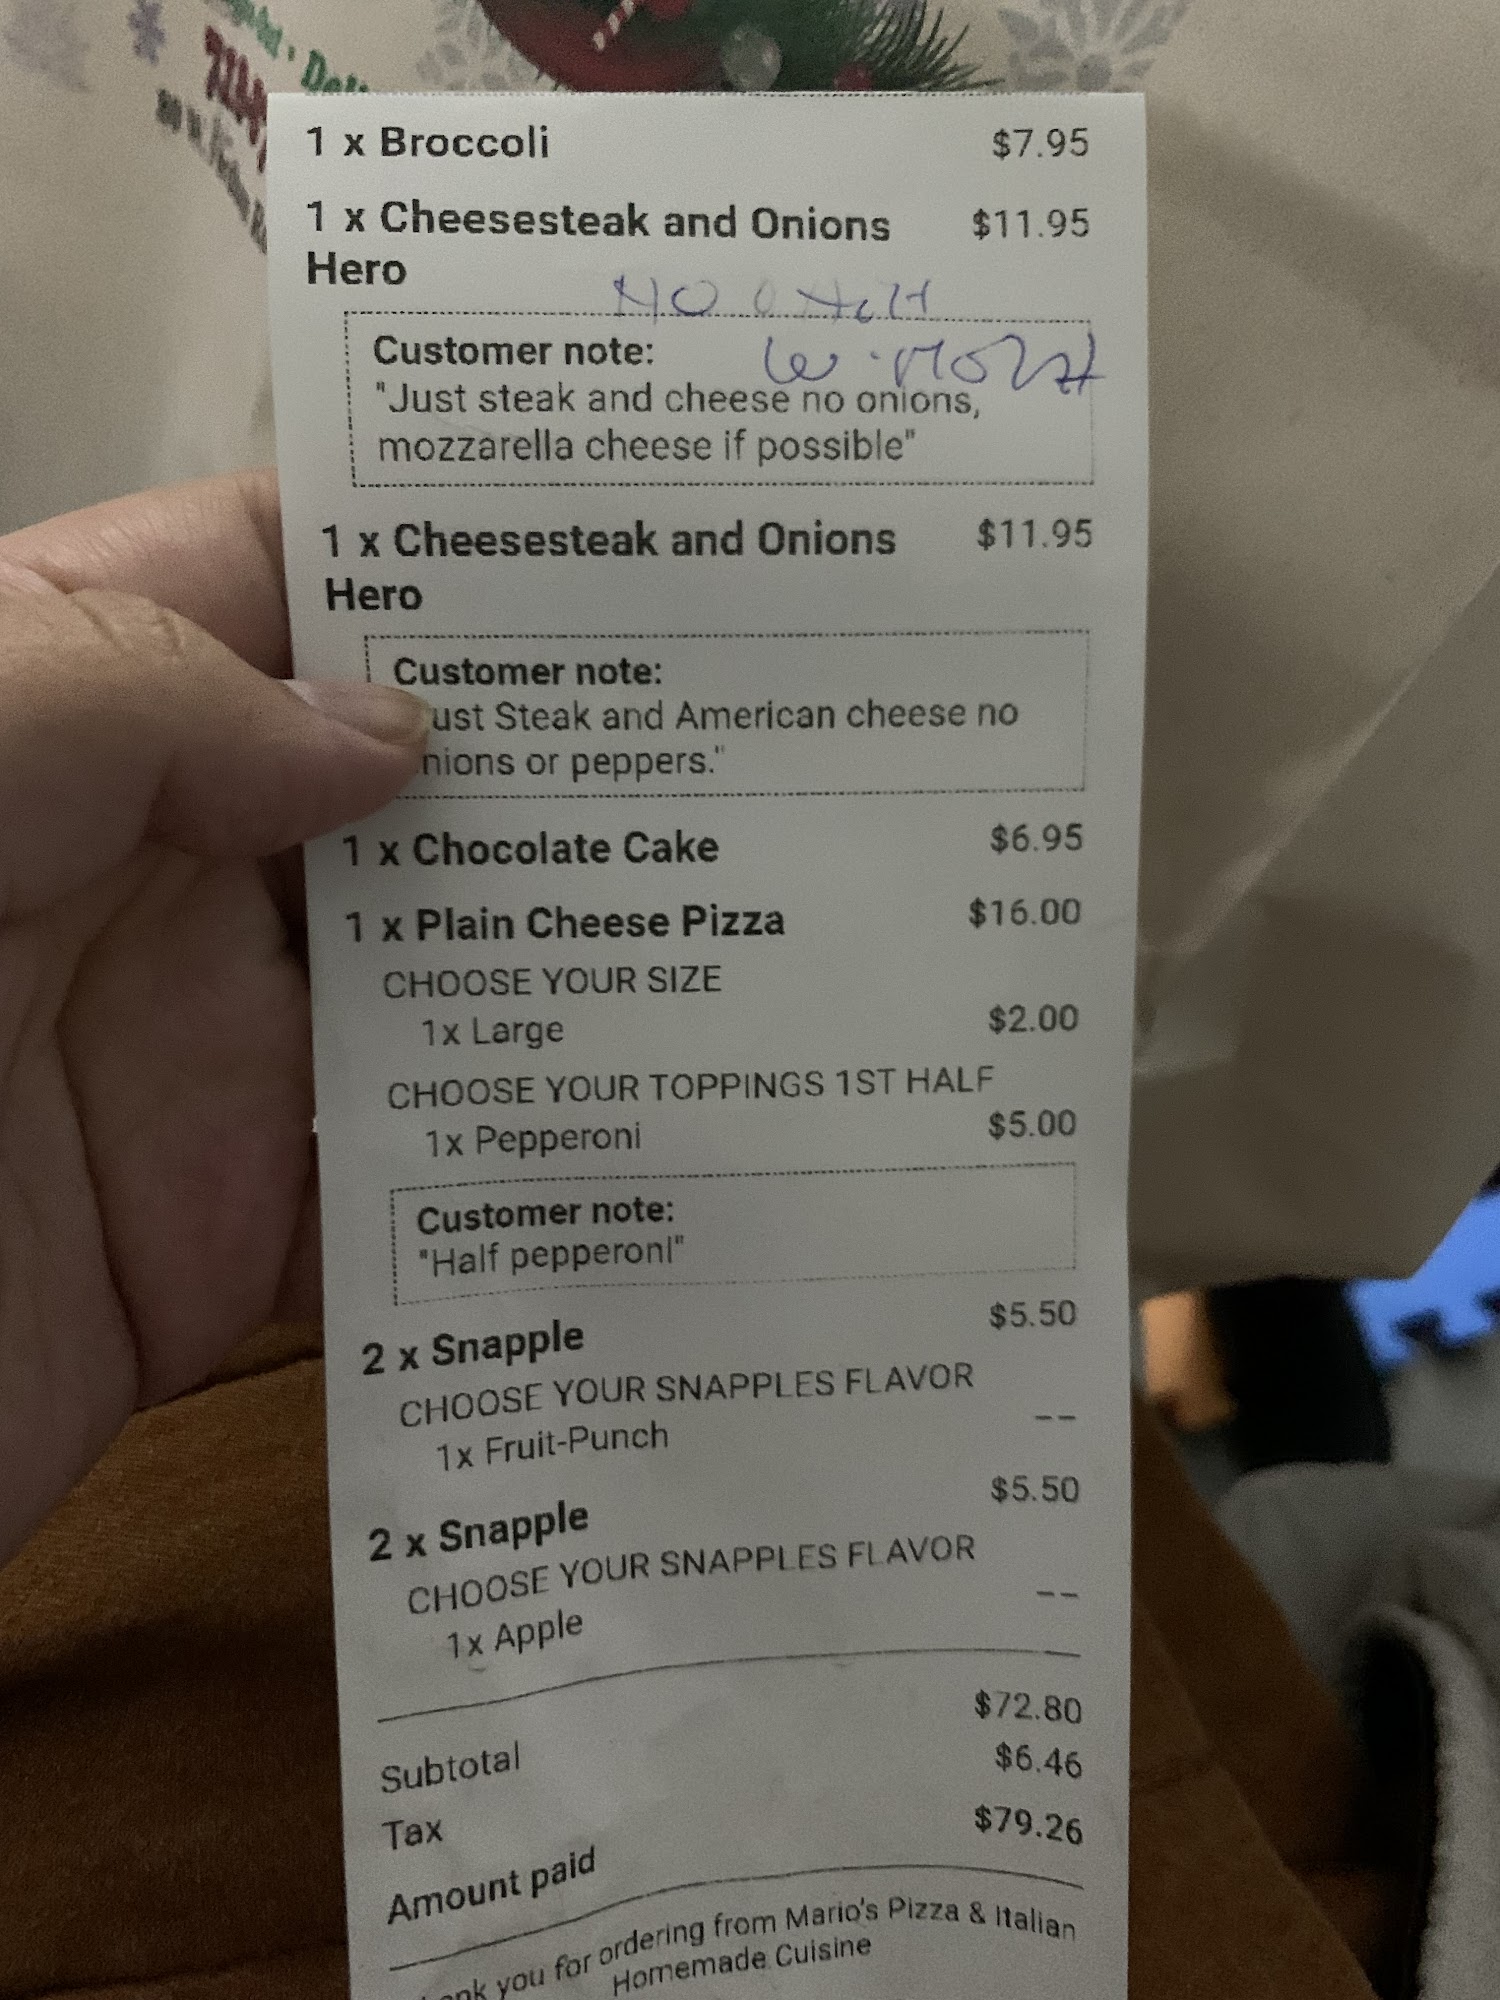 1 x Broccoli $7.95
1 x Cheesesteak and Onions $11.95
Hero
NO
Customer note: W. MOZZ
"Just steak and cheese no onions,
mozzarella cheese if possible"
1 x Cheesesteak and Onions $11.95
Hero
Customer note:
ust Steak and American cheese no
nions or peppers."
1 x Chocolate Cake $6.95
1 x Plain Cheese Pizza $16.00
CHOOSE YOUR SIZE
1x Large $2.00
CHOOSE YOUR TOPPINGS 1ST HALF
1x Pepperoni $5.00
Customer note:
"Half pepperonI"
2 x Snapple $5.50
CHOOSE YOUR SNAPPLES FLAVOR
1x Fruit-Punch --
2 x Snapple $5.50
CHOOSE YOUR SNAPPLES FLAVOR
1x Apple --
Subtotal $72.80
Tax $6.46
Amount paid $79.26
ank you for ordering from Mario's Pizza & Italian
Homemade Cuisine